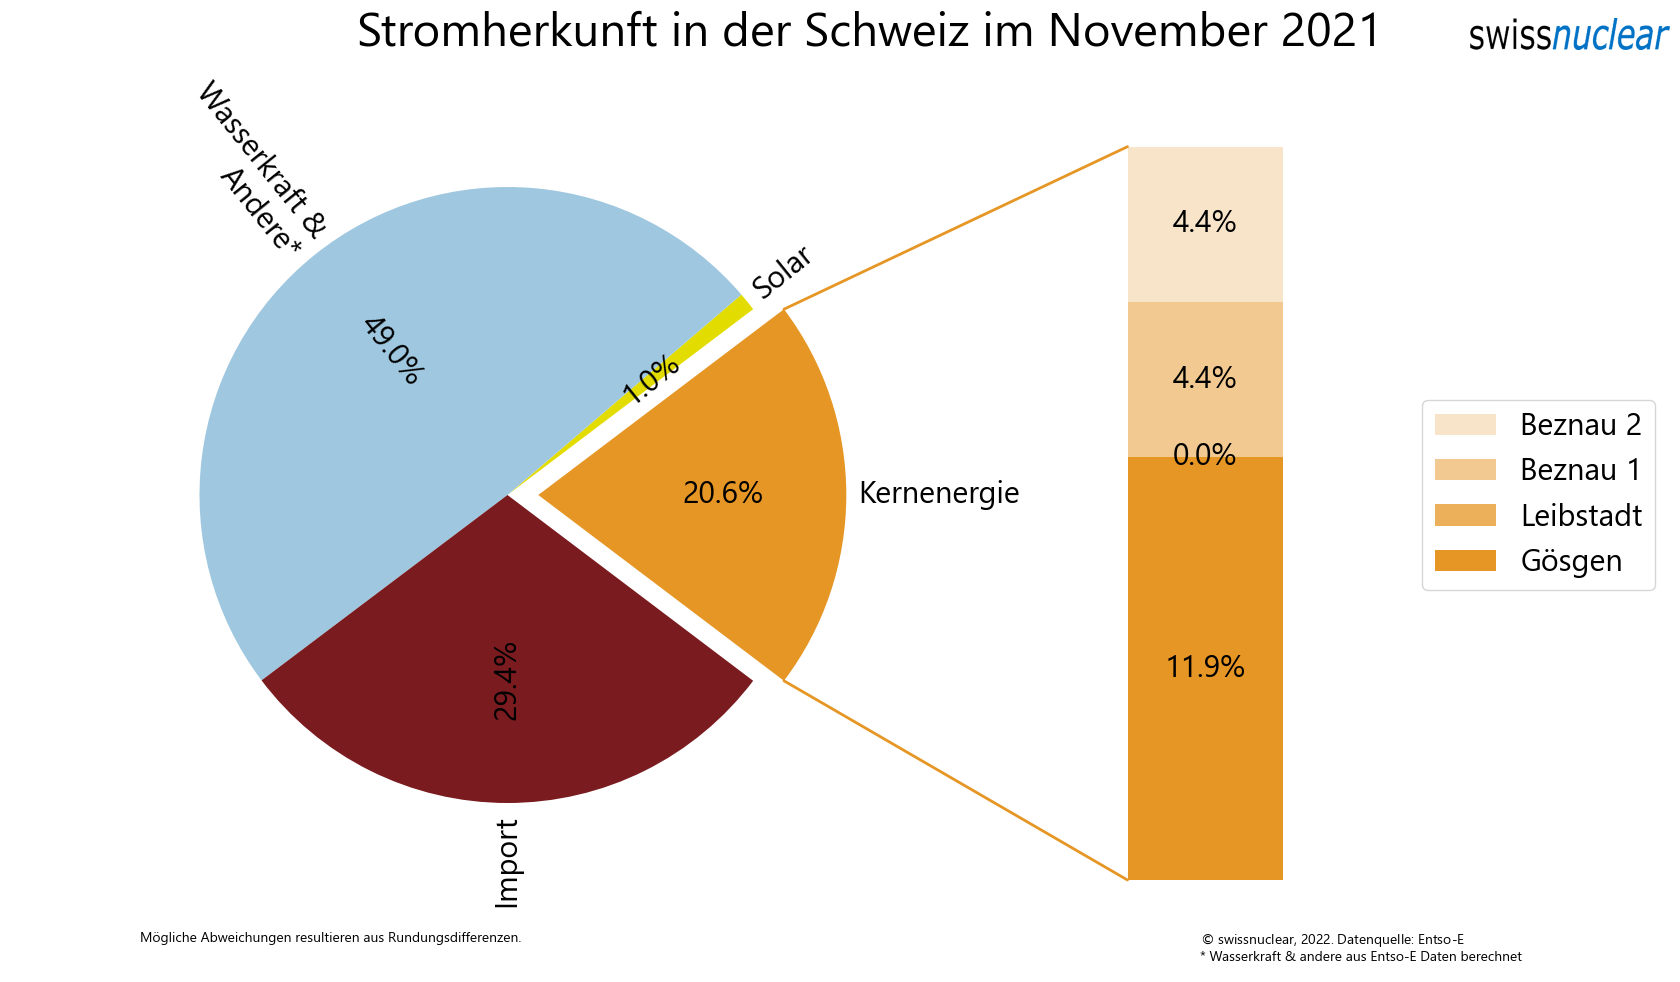 Stromherkunft in der Schweiz im November 2021
swissnuclear
Wasserkraft &
Andere*
49.0%
Solar
1.0%
20.6%
Kernenergie
29.4%
Import
4.4%
4.4%
0.0%
11.9%
Beznau 2
Beznau 1
Leibstadt
Gösgen
Mögliche Abweichungen resultieren aus Rundungsdifferenzen.
© swissnuclear, 2022. Datenquelle: Entso-E
* Wasserkraft & andere aus Entso-E Daten berechnet